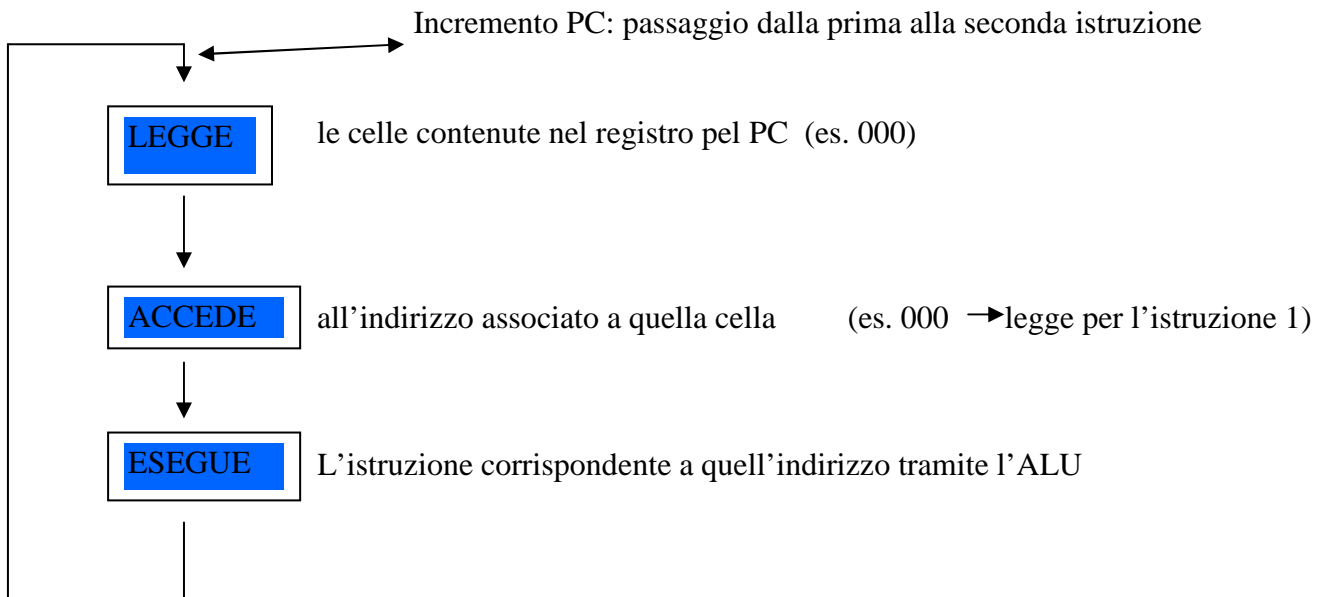 Incremento PC: passaggio dalla prima alla seconda istruzione
LEGGE le celle contenute nel registro pel PC (es. 000)
ACCEDE all’indirizzo associato a quella cella (es. 000 legge per l’istruzione 1)
ESEGUE L’istruzione corrispondente a quell’indirizzo tramite l’ALU